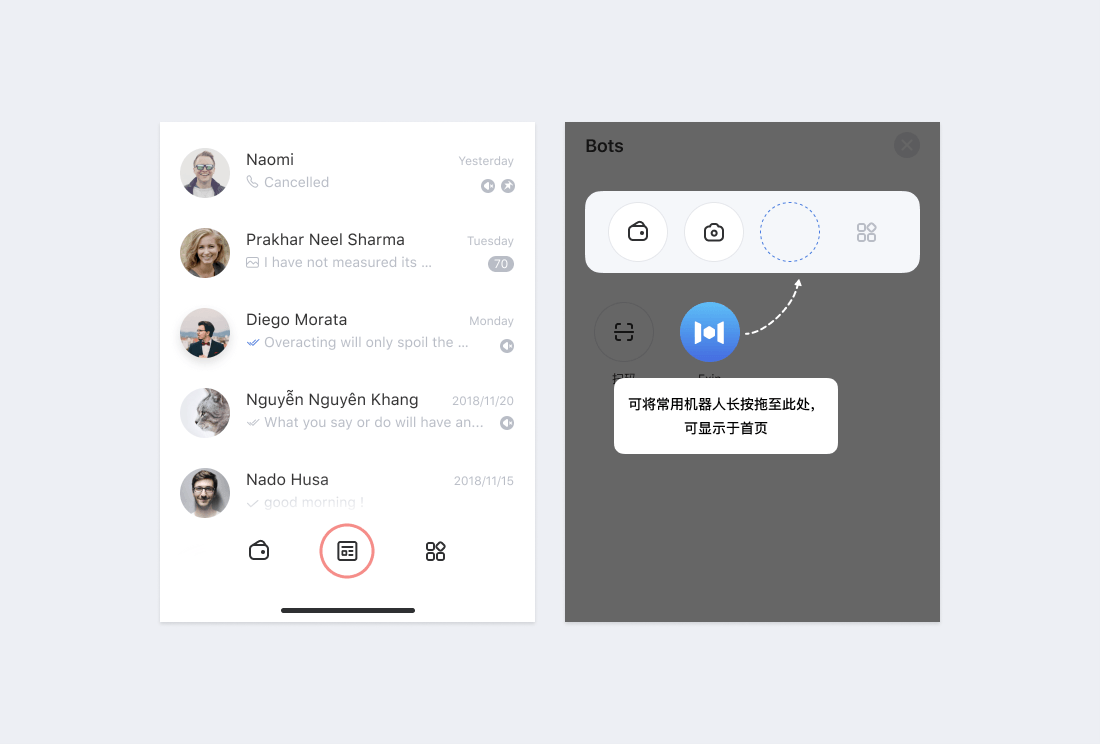 Naomi
Yesterday
Cancelled
Prakhar Neel Sharma
Tuesday
I have not measured its ...
70
Diego Morata
Monday
Overacting will only spoil the ...
Nguyễn Nguyên Khang
2018/11/20
What you say or do will have an...
Nado Husa
2018/11/15
good morning !
Bots
可将常用机器人长按拖至此处，
可显示于首页